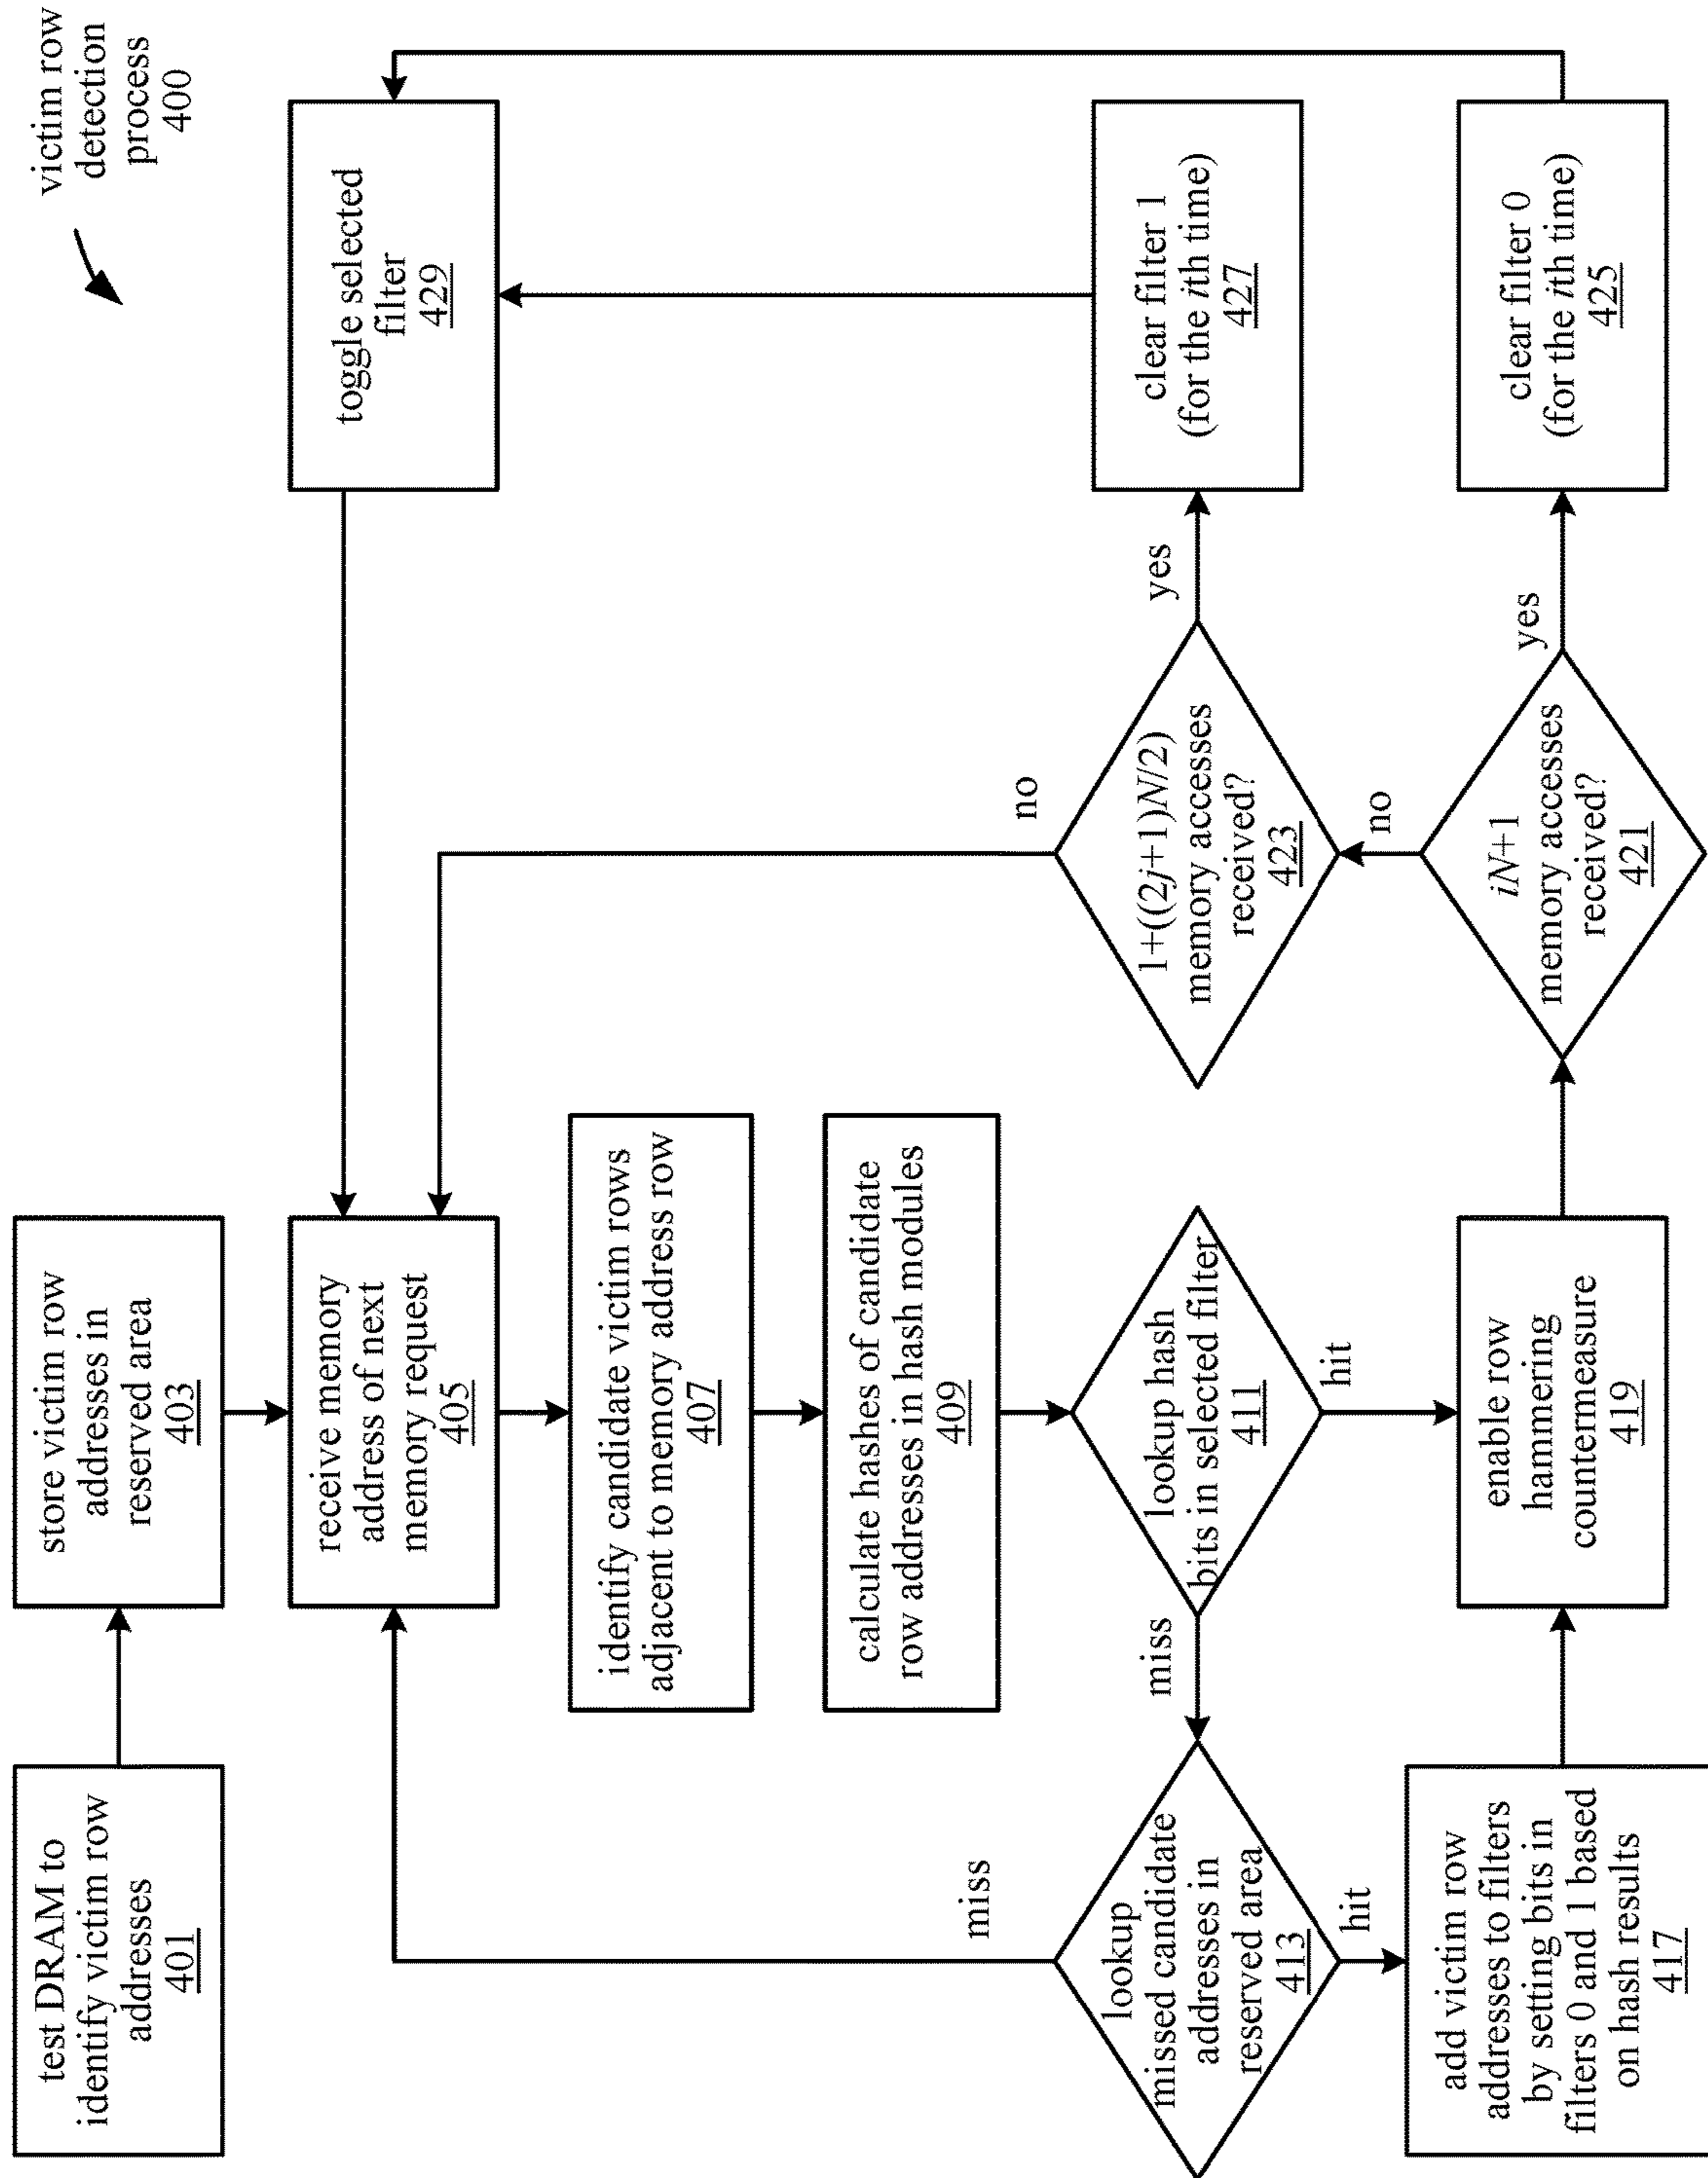 victim row
detection
process
400
test DRAM to
identify victim row
addresses
401
store victim row
addresses in
reserved area
403
receive memory
address of next
memory request
405
toggle selected
filter
429
identify candidate victim rows
adjacent to memory address row
407
calculate hashes of candidate
row addresses in hash modules
409
lookup hash
bits in selected filter
411
miss
hit
lookup
missed candidate
addresses in
reserved area
413
miss
hit
add victim row
addresses to filters
by setting bits in
filters 0 and 1 based
on hash results
417
enable row
hammering
countermeasure
419
iN+1
memory accesses
received?
421
no
yes
1+((2j+1)N/2)
memory accesses
received?
423
no
yes
clear filter 1
(for the ith time)
427
clear filter 0
(for the ith time)
425